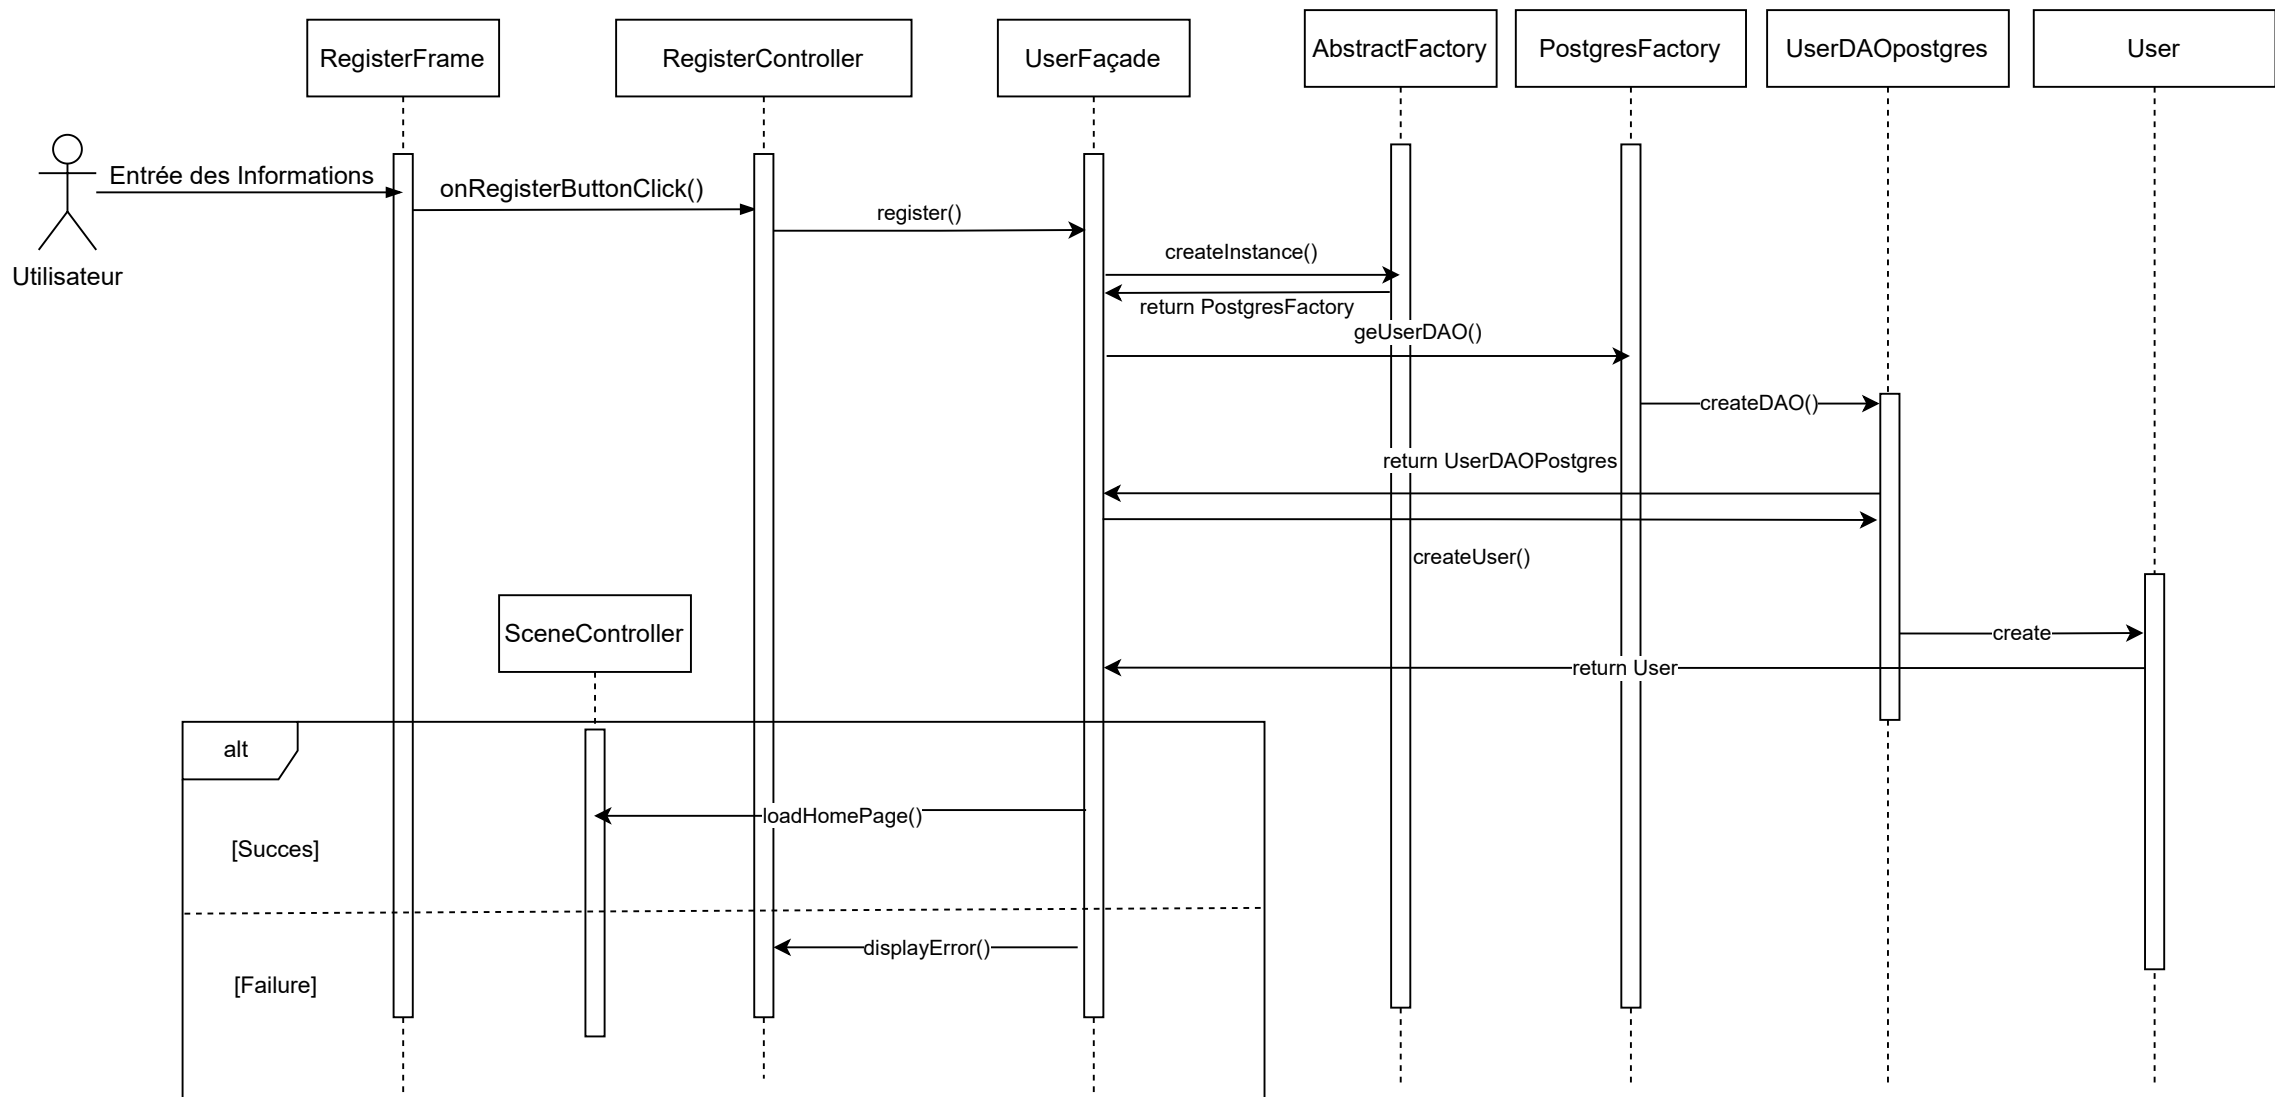 RegisterFrame
RegisterController
UserFaçade
AbstractFactory
PostgresFactory
UserDAOpostgres
User
Entrée des Informations
Utilisateur
onRegisterButtonClick()
register()
createInstance()
return PostgresFactory
geUserDAO()
createDAO()
return UserDAOPostgres
createUser()
SceneController
create
return User
alt
loadHomePage()
[Succes]
displayError()
[Failure]